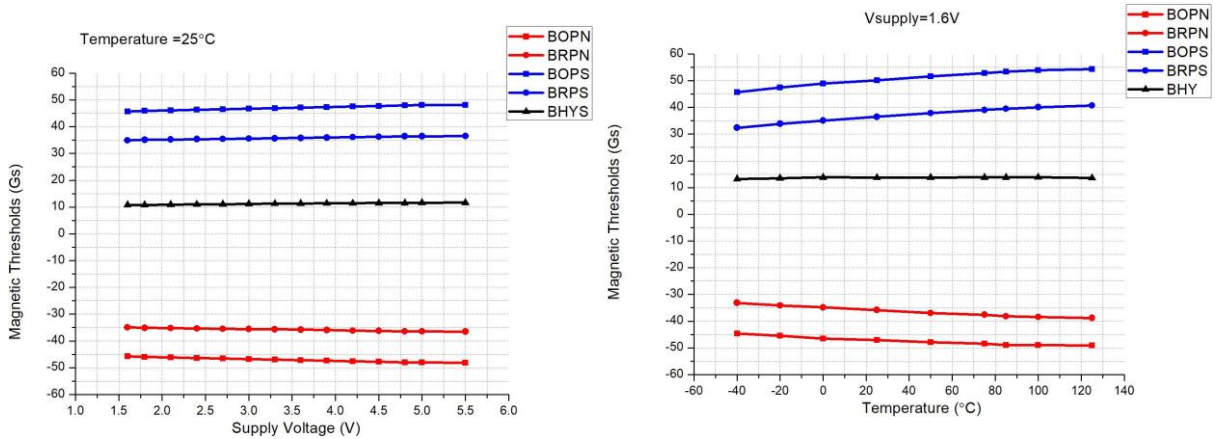 Temperature =25°C
BOPN
BRPN
BOPS
BRPS
BHYS
60
50
40
30
20
10
0
-10
-20
-30
-40
-50
-60
Magnetic Thresholds (Gs)
1.0 1.5 2.0 2.5 3.0 3.5 4.0 4.5 5.0 5.5 6.0
Supply Voltage (V)
Vsupply=1.6V
BOPN
BRPN
BOPS
BRPS
BHY
60
50
40
30
20
10
0
-10
-20
-30
-40
-50
-60
Magnetic Thresholds (Gs)
-60 -40 -20 0 20 40 60 80 100 120 140
Temperature (°C)